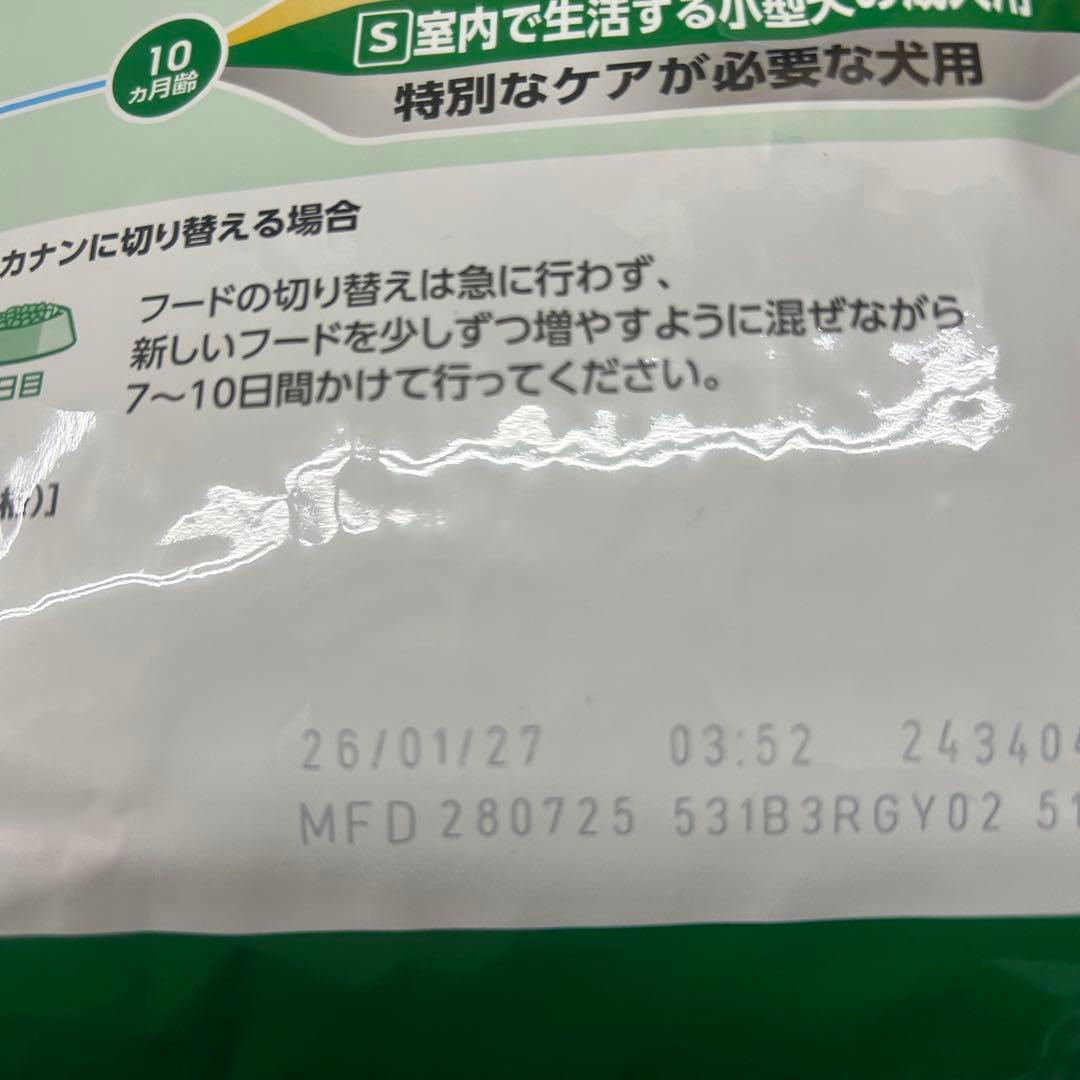 S 室内で生活する小型犬の成犬用
10
カ月齢
特別なケアが必要な犬用
カナンに切り替える場合
フードの切り替えは急に行わず、
新しいフードを少しずつ増やすように混ぜながら
7〜10日間かけて行ってください。
日目
)]
26/01/27 03:52 243404
MFD 280725 531B3RGY02 51